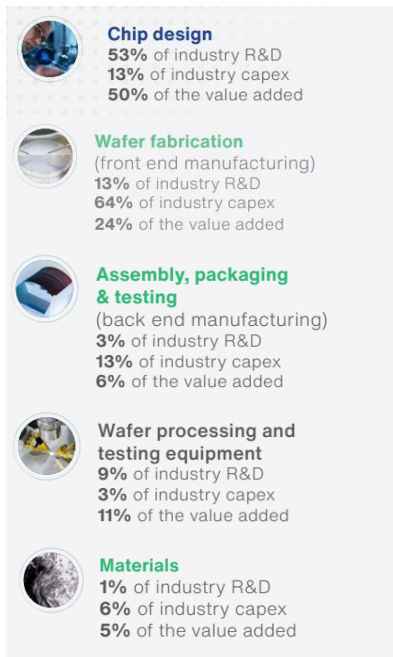 Chip design
53% of industry R&D
13% of industry capex
50% of the value added
Wafer fabrication
(front end manufacturing)
13% of industry R&D
64% of industry capex
24% of the value added
Assembly, packaging
& testing
(back end manufacturing)
3% of industry R&D
13% of industry capex
6% of the value added
Wafer processing and
testing equipment
9% of industry R&D
3% of industry capex
11% of the value added
Materials
1% of industry R&D
6% of industry capex
5% of the value added